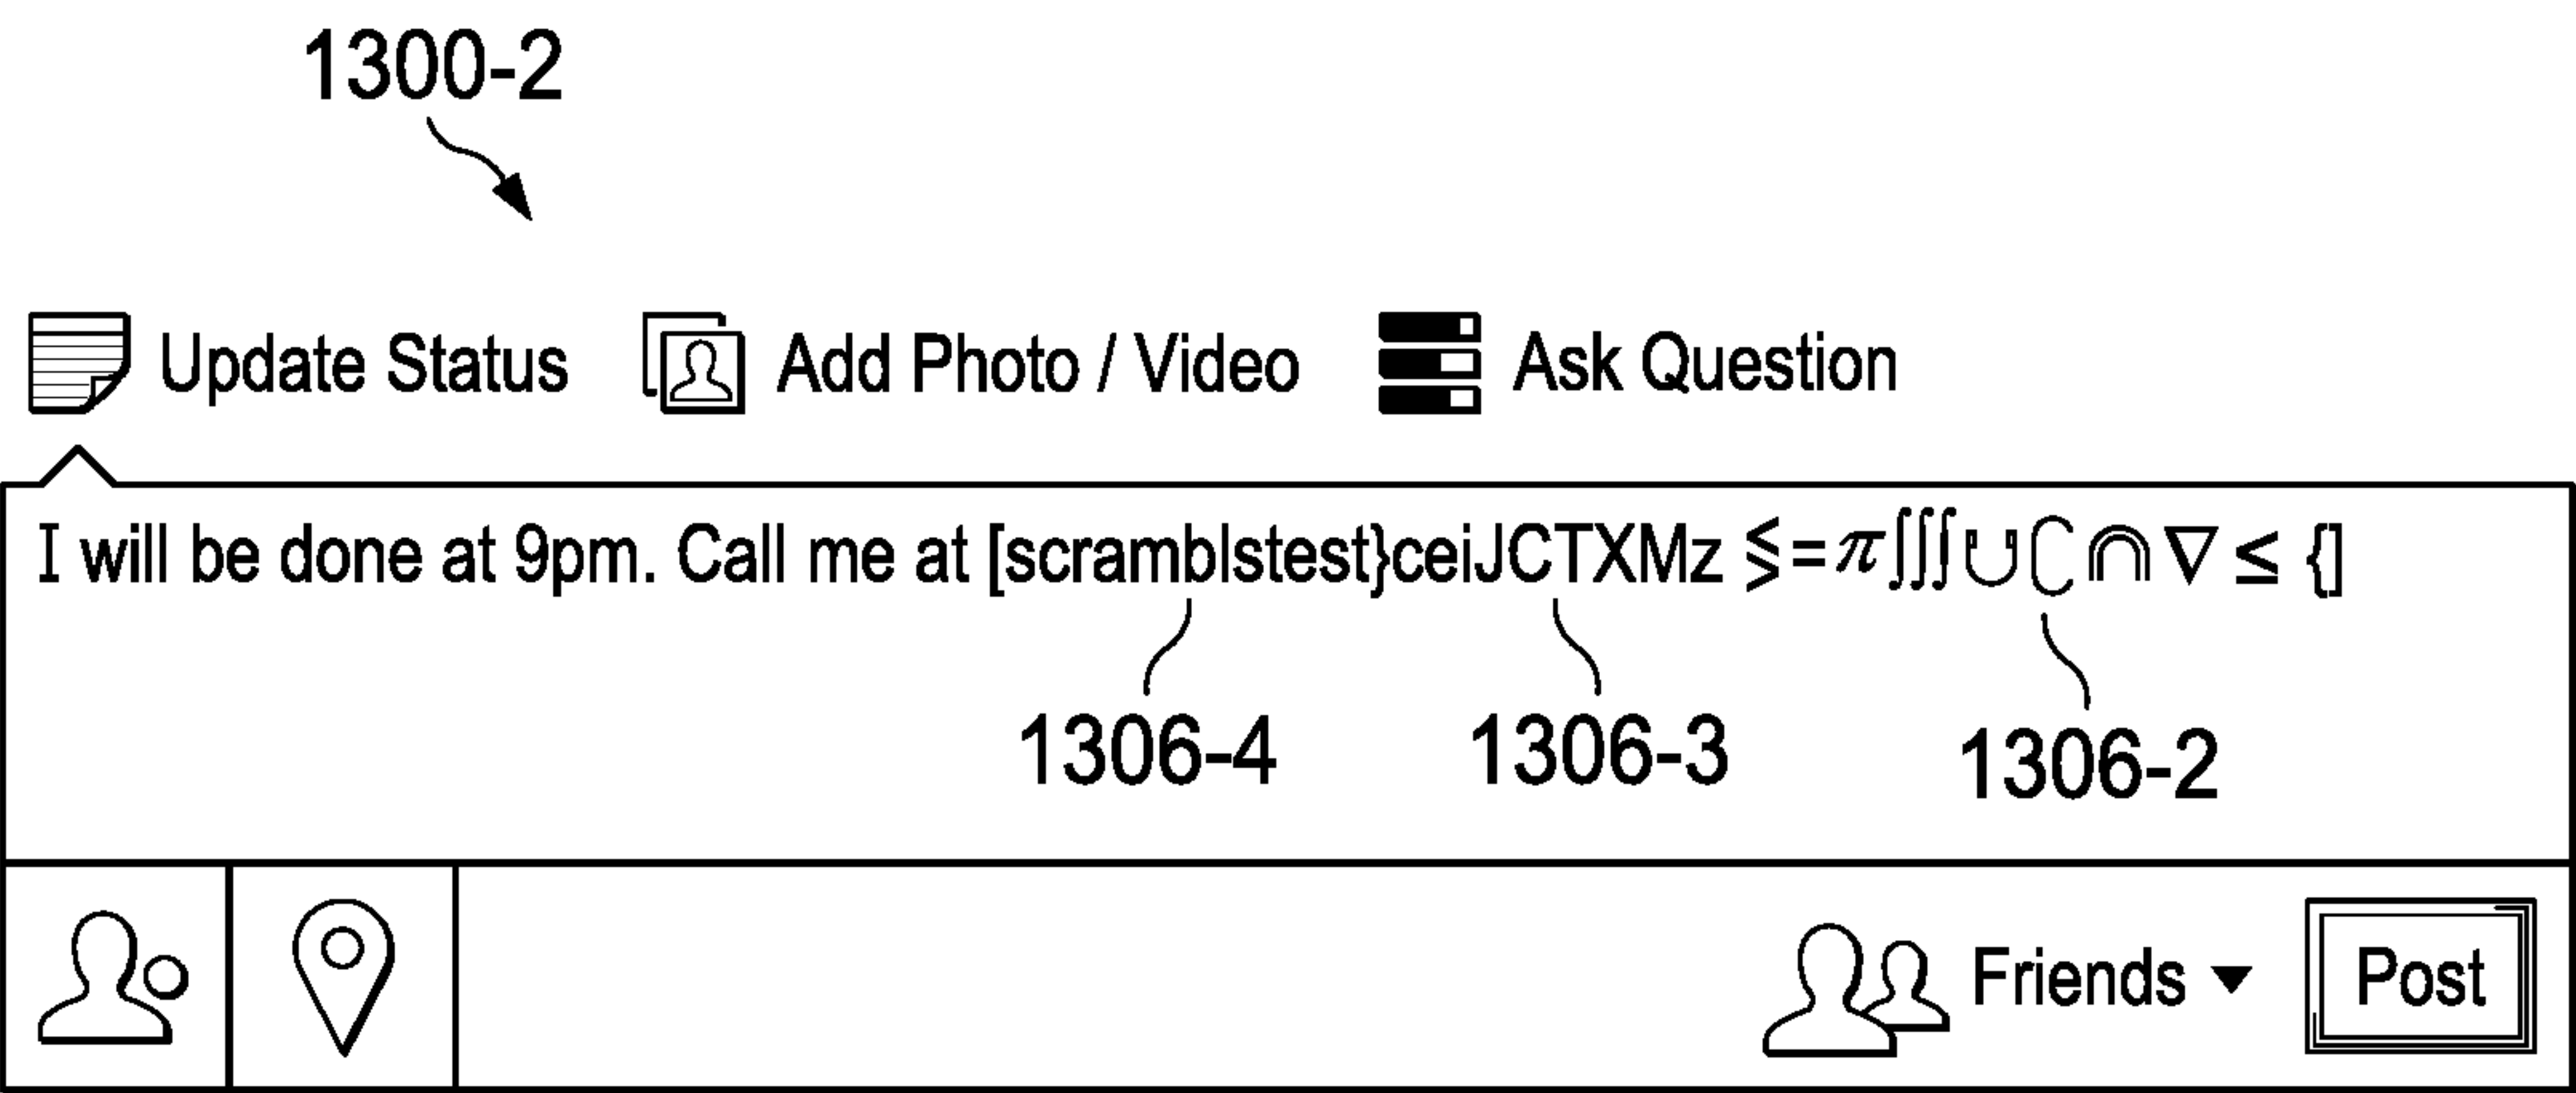 1300-2
Update Status Add Photo / Video Ask Question
I will be done at 9pm. Call me at [scramblstest}ceiJCTXMz ⋚=π∭∪∁⋒∇≤ {]
1306-4 1306-3 1306-2
Friends ▼ Post